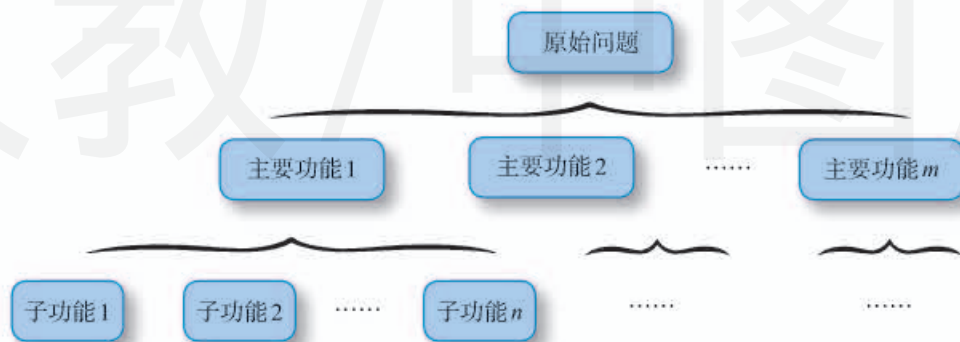 原始问题
主要功能1 主要功能2 …… 主要功能m
子功能1 子功能2 …… 子功能n …… ……